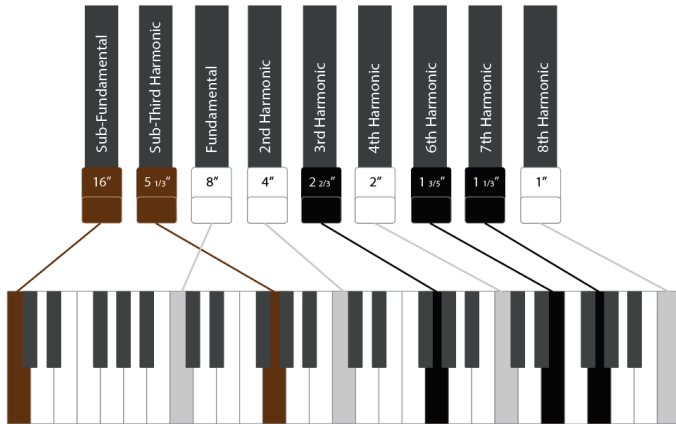 Sub-Fundamental
Sub-Third Harmonic
Fundamental
2nd Harmonic
3rd Harmonic
4th Harmonic
6th Harmonic
7th Harmonic
8th Harmonic
16”
5 1/3”
8”
4”
2 2/3”
2”
1 3/5”
1 1/3”
1”